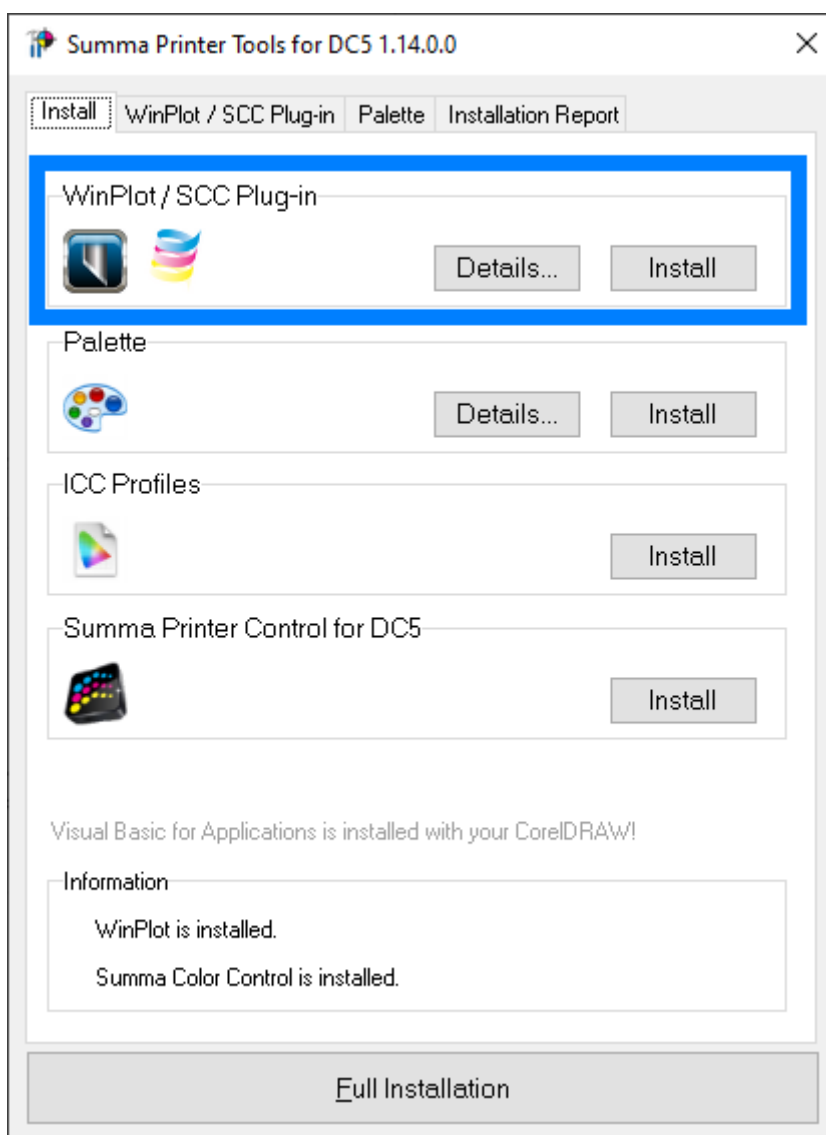 Summa Printer Tools for DC5 1.14.0.0
Install WinPlot / SCC Plug-in Palette Installation Report
WinPlot / SCC Plug-in
Details... Install
Palette
Details... Install
ICC Profiles
Install
Summa Printer Control for DC5
Install
Visual Basic for Applications is installed with your CorelDRAW!
Information
WinPlot is installed.
Summa Color Control is installed.
Full Installation